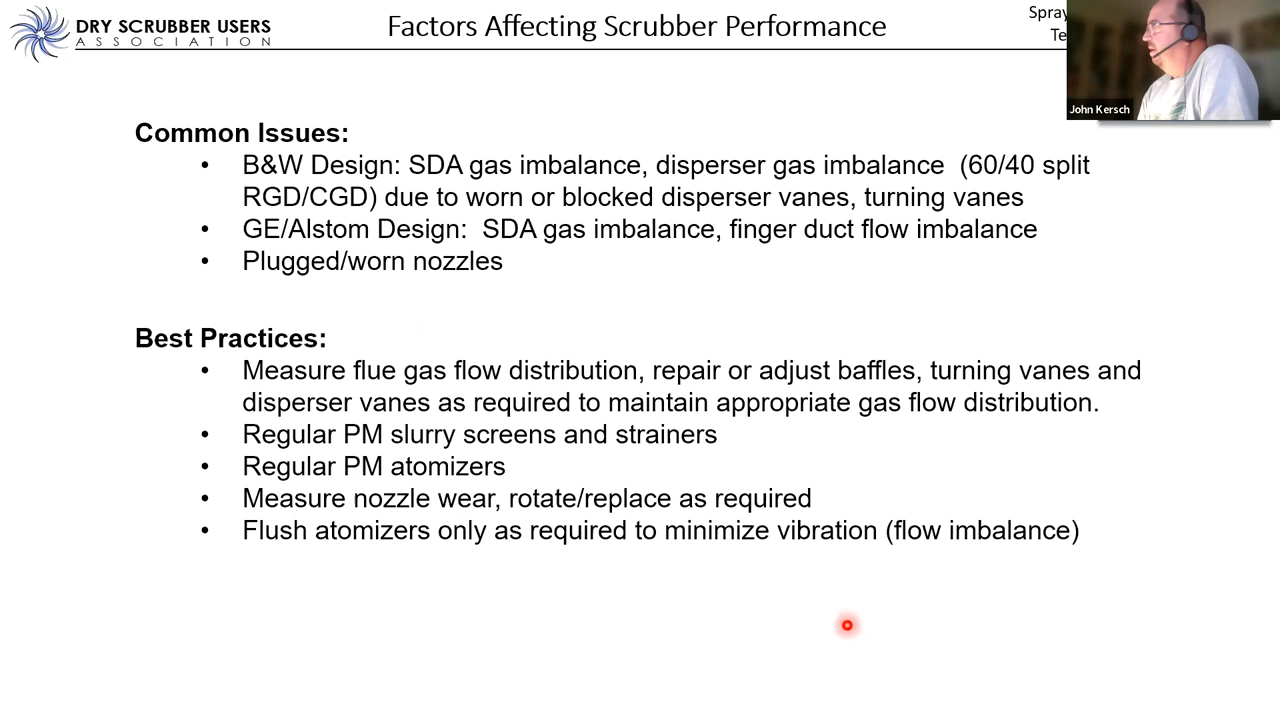 DRY SCRUBBER USERS
ASSOCIATION
Factors Affecting Scrubber Performance
John Kersch
Common Issues:
• B&W Design: SDA gas imbalance, disperser gas imbalance  (60/40 split
RGD/CGD) due to worn or blocked disperser vanes, turning vanes
• GE/Alstom Design:  SDA gas imbalance, finger duct flow imbalance
• Plugged/worn nozzles
Best Practices:
• Measure flue gas flow distribution, repair or adjust baffles, turning vanes and
disperser vanes as required to maintain appropriate gas flow distribution.
• Regular PM slurry screens and strainers
• Regular PM atomizers
• Measure nozzle wear, rotate/replace as required
• Flush atomizers only as required to minimize vibration (flow imbalance)